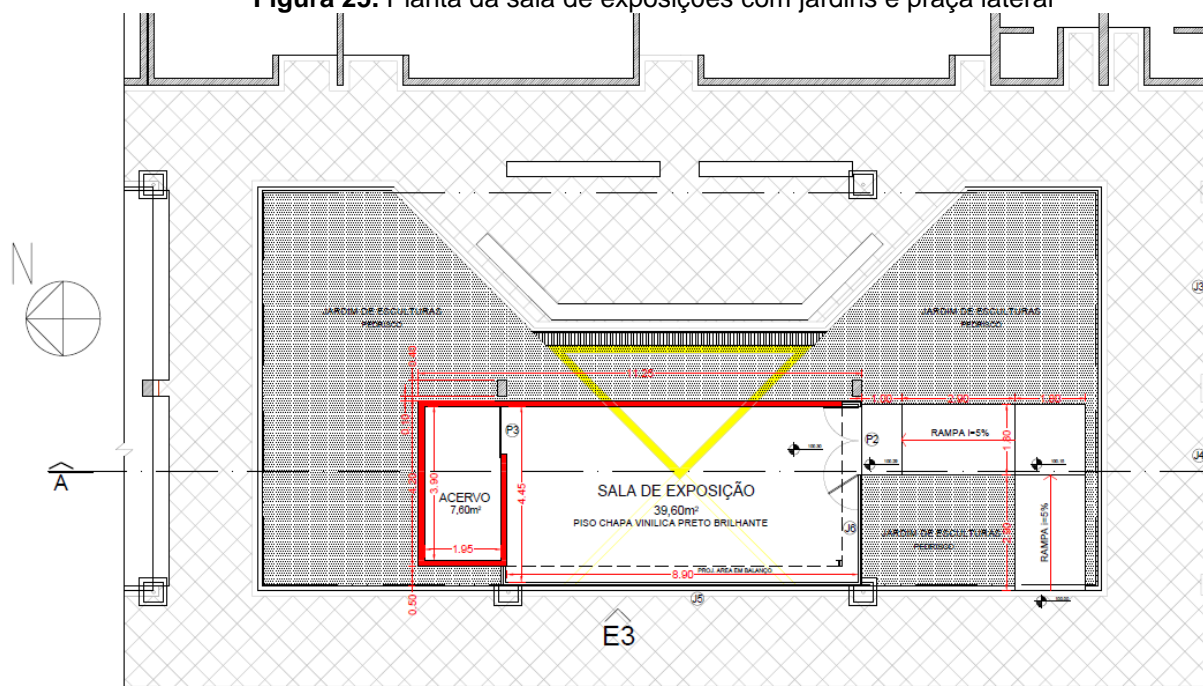 Figura 25: Planta da sala de exposições com jardins e praça lateral
N
JARDIM DE ESCULTURAS
PEDRISCO
JARDIM DE ESCULTURAS
PEDRISCO
J3
11.25
1.00
2.90
1.80
P3
P2
RAMPA I=5%
1.80
J4
A
3.90
4.45
ACERVO
7,60m²
SALA DE EXPOSIÇÃO
39,60m²
PISO CHAPA VINILICA PRETO BRILHANTE
J6
JARDIM DE ESCULTURAS
PEDRISCO
RAMPA i=5%
1.95
8.90
PROJ. AREA EM BALANÇO
0.50
J5
E3